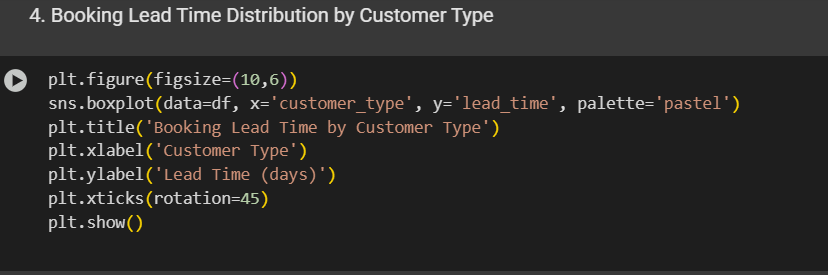 4. Booking Lead Time Distribution by Customer Type
plt.figure(figsize=(10,6))
sns.boxplot(data=df, x='customer_type', y='lead_time', palette='pastel')
plt.title('Booking Lead Time by Customer Type')
plt.xlabel('Customer Type')
plt.ylabel('Lead Time (days)')
plt.xticks(rotation=45)
plt.show()